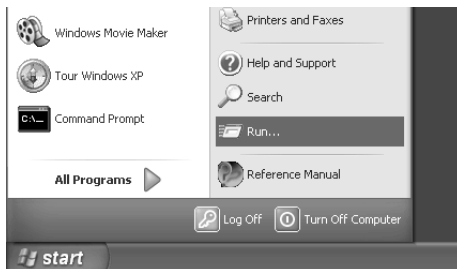 Windows Movie Maker
Tour Windows XP
C:\_
Command Prompt
All Programs
Printers and Faxes
Help and Support
Search
Run...
Reference Manual
Log Off
Turn Off Computer
start